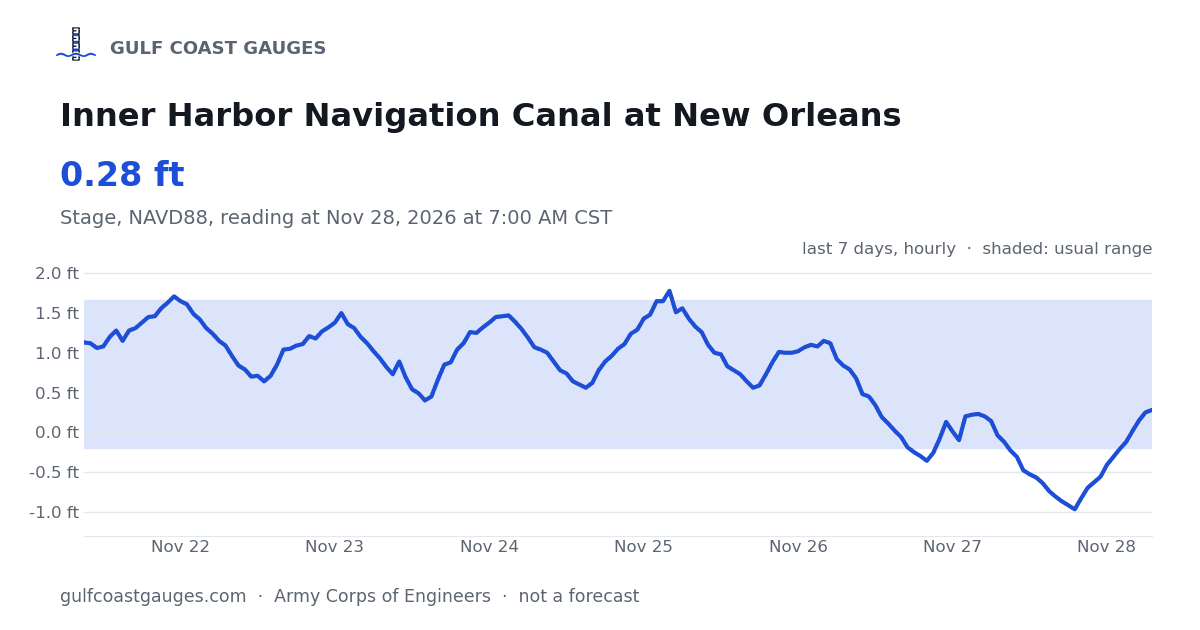 GULF COAST GAUGES
Inner Harbor Navigation Canal at New Orleans
0.28 ft
Stage, NAVD88, reading at Nov 28, 2026 at 7:00 AM CST
last 7 days, hourly · shaded: usual range
2.0 ft
1.5 ft
1.0 ft
0.5 ft
0.0 ft
-0.5 ft
-1.0 ft
Nov 22 Nov 23 Nov 24 Nov 25 Nov 26 Nov 27 Nov 28
gulfcoastgauges.com · Army Corps of Engineers · not a forecast